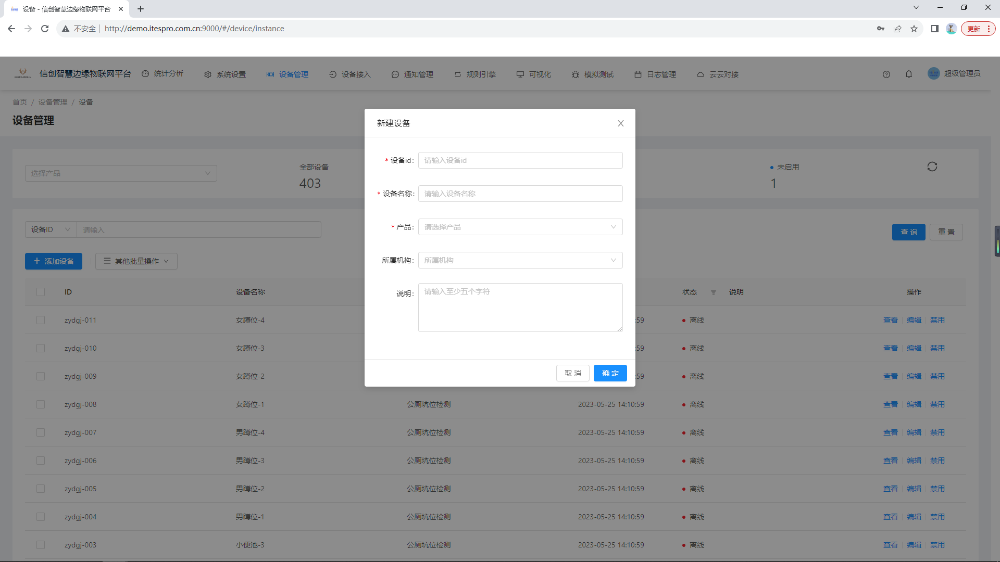 设备 - 信创智慧边缘物联网平台
不安全 http://demo.itespro.com.cn:9000/#/device/instance 更新
信创智慧边缘物联网平台 统计分析 系统设置 设备管理 设备接入 通知管理 规则引擎 可视化 模拟测试 日志管理 云云对接 超级管理员
首页 / 设备管理 / 设备
设备管理
选择产品
全部设备
403
未启用
1
设备ID 请输入 查 询 重 置
添加设备 其他批量操作
ID 设备名称 状态 说明 操作
zydgj-011 女蹲位-4 :59 离线 查看 编辑 禁用
zydgj-010 女蹲位-3 :59 离线 查看 编辑 禁用
zydgj-009 女蹲位-2 :59 离线 查看 编辑 禁用
zydgj-008 女蹲位-1 公厕坑位检测 2023-05-25 14:10:59 离线 查看 编辑 禁用
zydgj-007 男蹲位-4 公厕坑位检测 2023-05-25 14:10:59 离线 查看 编辑 禁用
zydgj-006 男蹲位-3 公厕坑位检测 2023-05-25 14:10:59 离线 查看 编辑 禁用
zydgj-005 男蹲位-2 公厕坑位检测 2023-05-25 14:10:59 离线 查看 编辑 禁用
zydgj-004 男蹲位-1 公厕坑位检测 2023-05-25 14:10:59 离线 查看 编辑 禁用
zydgj-003 小便池-3 公厕坑位检测 2023-05-25 14:10:59 离线 查看 编辑 禁用
新建设备
* 设备id: 请输入设备id
* 设备名称: 请输入设备名称
* 产品: 请选择产品
所属机构: 所属机构
说明: 请输入至少五个字符
取 消 确 定